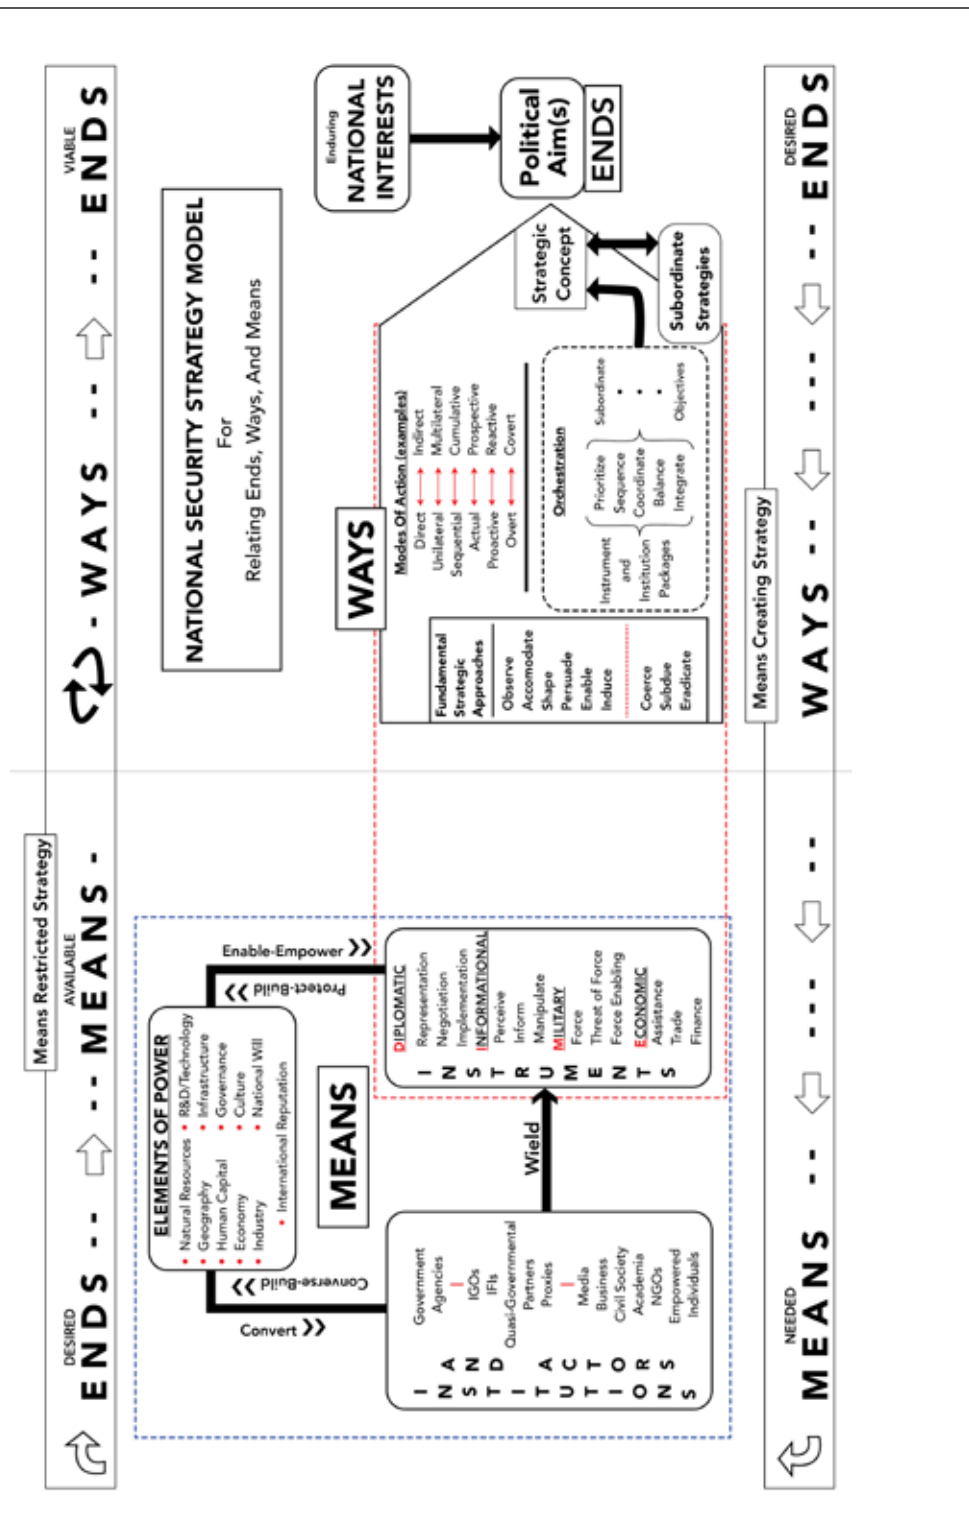 Means Restricted Strategy
DESIRED
AVAILABLE
VIABLE
ENDS -- -- MEANS - - WAYS -- -- ENDS
NATIONAL SECURITY STRATEGY MODEL
For
Relating Ends, Ways, And Means
ELEMENTS OF POWER
• Natural Resources • R&D/Technology
• Geography • Infrastructure
• Human Capital • Governance
• Economy • Culture
• Industry • National Will
• International Reputation
Convert
Converse-Build
Enable-Empower
Protect-Build
MEANS
INSTITUTIONS
AND
ACTORS
Government
Agencies
IGOs
IFIs
Quasi-Governmental
Partners
Proxies
Media
Business
Civil Society
Academia
NGOs
Empowered
Individuals
Wield
INSTRUMENTS
DIPLOMATIC
Representation
Negotiation
Implementation
INFORMATIONAL
Perceive
Inform
Manipulate
MILITARY
Force
Threat of Force
Force Enabling
ECONOMIC
Assistance
Trade
Finance
WAYS
Fundamental
Strategic
Approaches
Observe
Accomodate
Shape
Persuade
Enable
Induce
Coerce
Subdue
Eradicate
Modes Of Action (examples)
Direct Indirect
Unilateral Multilateral
Sequential Cumulative
Actual Prospective
Proactive Reactive
Overt Covert
Orchestration
Instrument
and
Institution
Packages
Prioritize
Sequence
Coordinate
Balance
Integrate
Subordinate
Objectives
Strategic
Concept
Subordinate
Strategies
Enduring
NATIONAL
INTERESTS
Political
Aim(s)
ENDS
Means Creating Strategy
NEEDED
DESIRED
MEANS -- --- -- WAYS -- --- -- ENDS